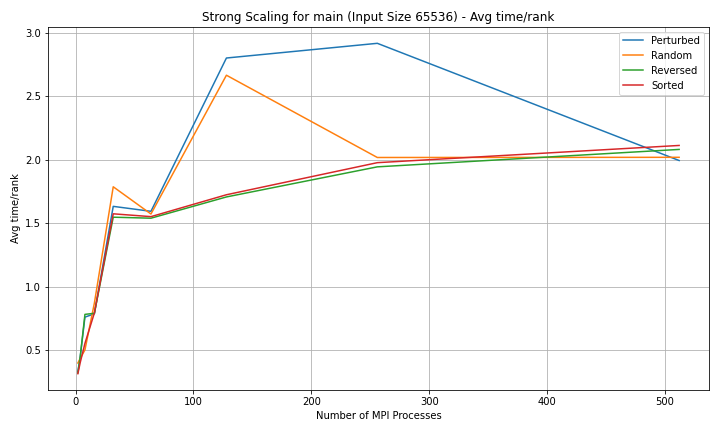 Strong Scaling for main (Input Size 65536) - Avg time/rank
Perturbed
Random
Reversed
Sorted
Avg time/rank
3.0
2.5
2.0
1.5
1.0
0.5
0
100
200
300
400
500
Number of MPI Processes